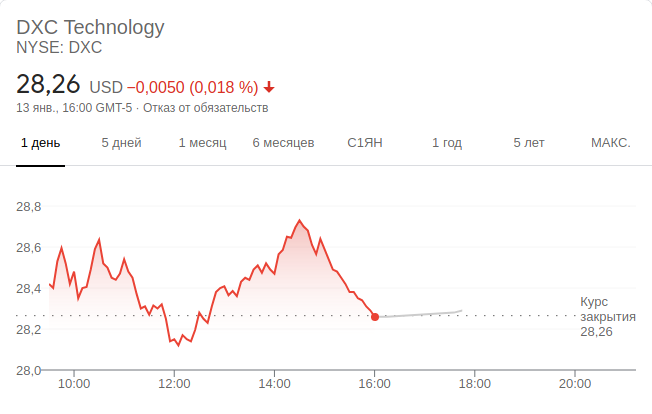 DXC Technology
NYSE: DXC
28,26 USD −0,0050 (0,018 %)
13 янв., 16:00 GMT-5 · Отказ от обязательств
1 день 5 дней 1 месяц 6 месяцев С1ЯН 1 год 5 лет МАКС.
28,8
28,6
28,4
28,2
28,0
Курс
закрытия
28,26
10:00 12:00 14:00 16:00 18:00 20:00